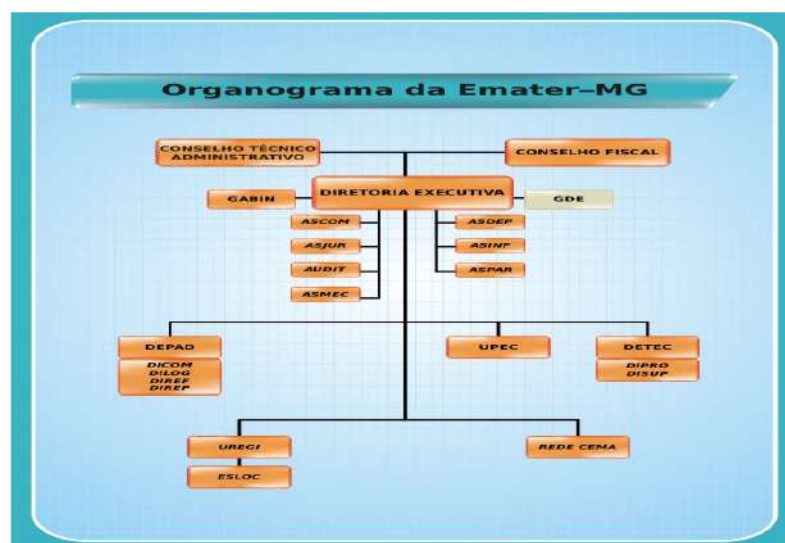 Organograma da Emater–MG
CONSELHO TÉCNICO
ADMINISTRATIVO
CONSELHO FISCAL
DIRETORIA EXECUTIVA
GABIN
GDE
ASCOM
ASDEP
ASJUR
ASINF
AUDIT
ASPAR
ASMEC
DEPAD
UPEC
DETEC
DICOM
DILOG
DIREF
DIREP
DIPRO
DISUP
UREGI
REDE CEMA
ESLOC